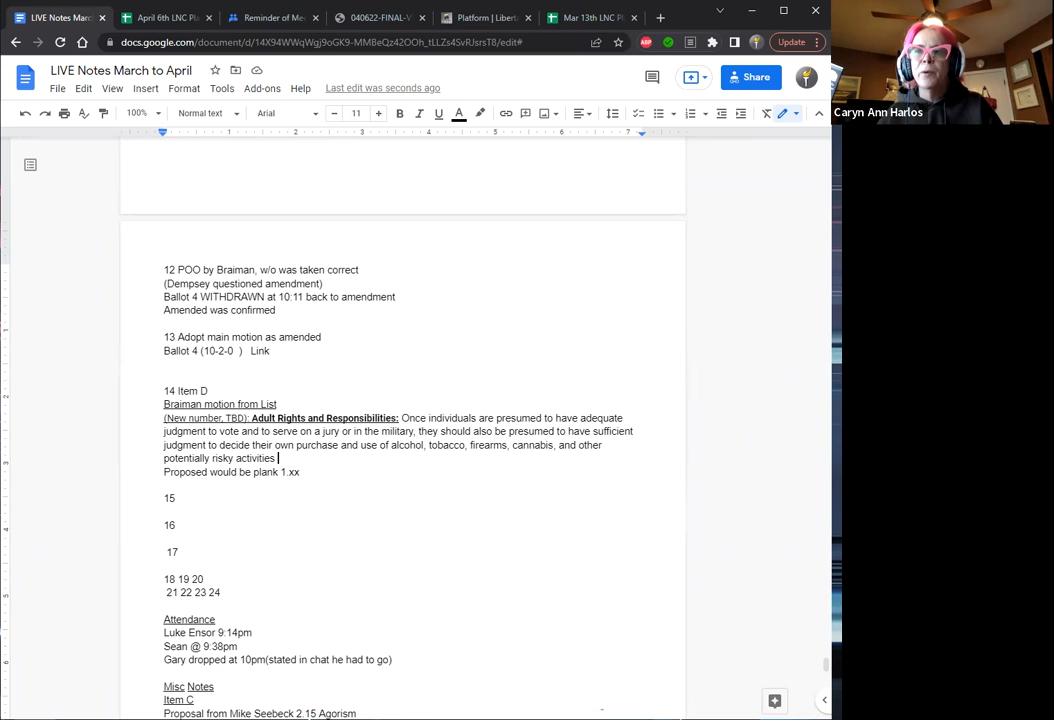 LIVE Notes March
April 6th LNC Pl
Reminder of Me
040622-FINAL-V
Platform | Libert
Mar 13th LNC Pl
docs.google.com/document/d/14X94WWqWgj9oGK9-MMBeQz42OOh_tLLZs4SvRJsrsT8/edit#
ABP
Update
LIVE Notes March to April
File Edit View Insert Format Tools Add-ons Help Last edit was seconds ago
Share
100% Normal text Arial 11 B I U A
1 2 3 4 5 6 7
12 POO by Braiman, w/o was taken correct
(Dempsey questioned amendment)
Ballot 4 WITHDRAWN at 10:11 back to amendment
Amended was confirmed
13 Adopt main motion as amended
Ballot 4 (10-2-0 ) Link
14 Item D
Braiman motion from List
(New number, TBD): Adult Rights and Responsibilities: Once individuals are presumed to have adequate
judgment to vote and to serve on a jury or in the military, they should also be presumed to have sufficient
judgment to decide their own purchase and use of alcohol, tobacco, firearms, cannabis, and other
potentially risky activities
Proposed would be plank 1.xx
15
16
17
18 19 20
21 22 23 24
Attendance
Luke Ensor 9:14pm
Sean @ 9:38pm
Gary dropped at 10pm(stated in chat he had to go)
Misc Notes
Item C
Proposal from Mike Seebeck 2.15 Agorism
Caryn Ann Harlos